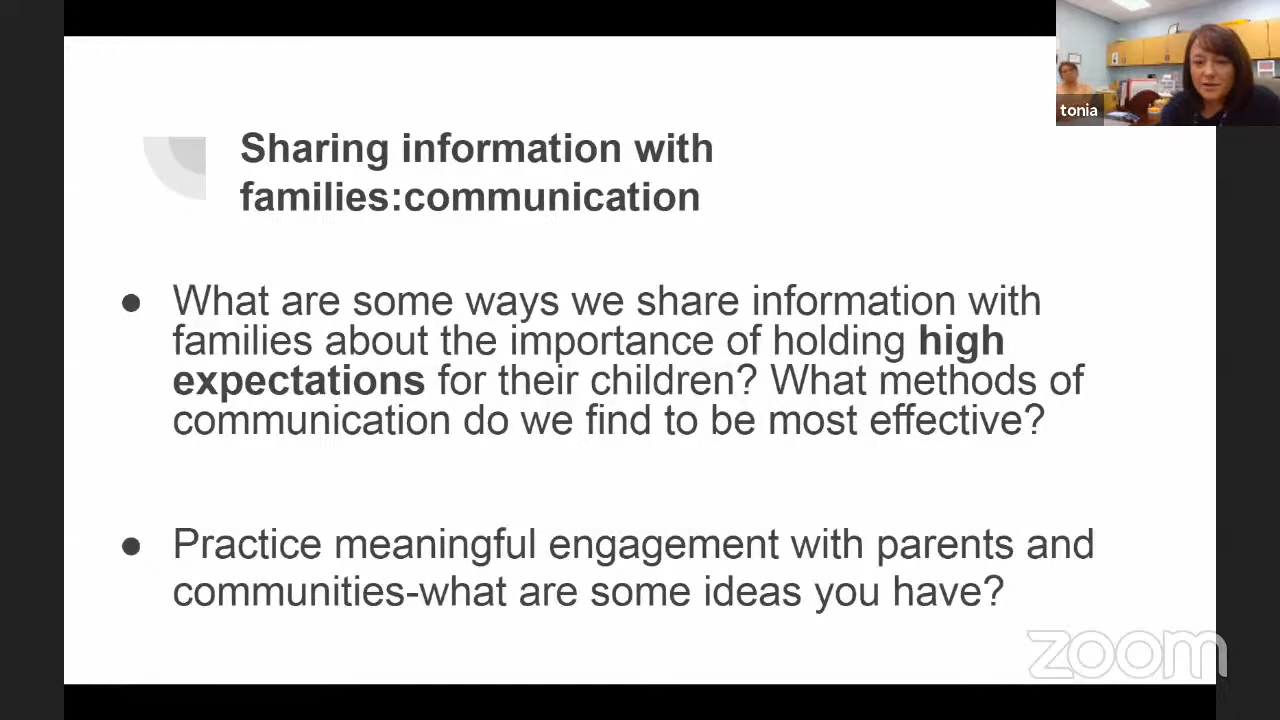 tonia
Sharing information with
families:communication
● What are some ways we share information with
families about the importance of holding high
expectations for their children? What methods of
communication do we find to be most effective?
● Practice meaningful engagement with parents and
communities-what are some ideas you have?
zoom